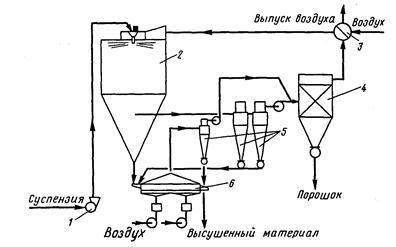 Выпуск воздуха
Воздух
3
2
4
5
6
Суспензия
1
Порошок
Воздух
Высушенный материал